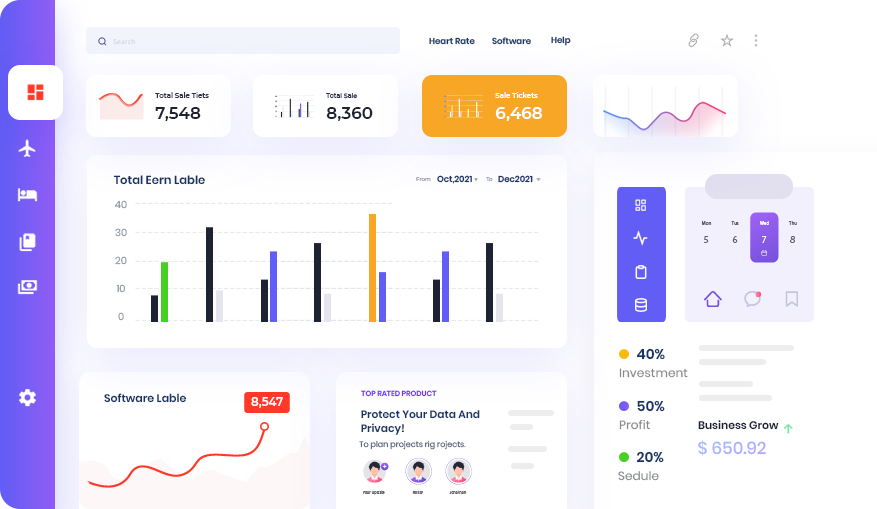 Search
Heart Rate Software Help
Total Sale Tiets
7,548
Total Sale
8,360
Sale Tickets
6,468
Total Eern Lable
From Oct,2021 To Dec2021
40
30
20
10
0
Mon Tue Wed Thu
5 6 7 8
40%
Investment
50%
Profit
20%
Sedule
Business Grow
$ 650.92
Software Lable
8,547
TOP RATED PRODUCT
Protect Your Data And
Privacy!
To plan projects rig rojects.